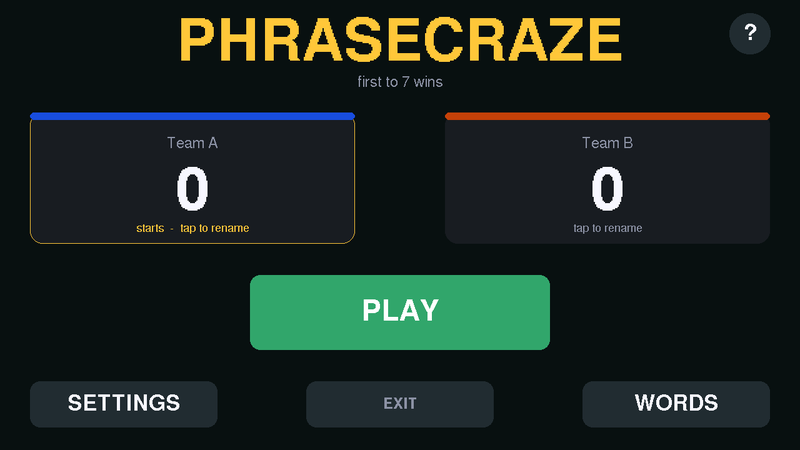 PHRASECRAZE
?
first to 7 wins
Team A
0
starts - tap to rename
Team B
0
tap to rename
PLAY
SETTINGS
EXIT
WORDS